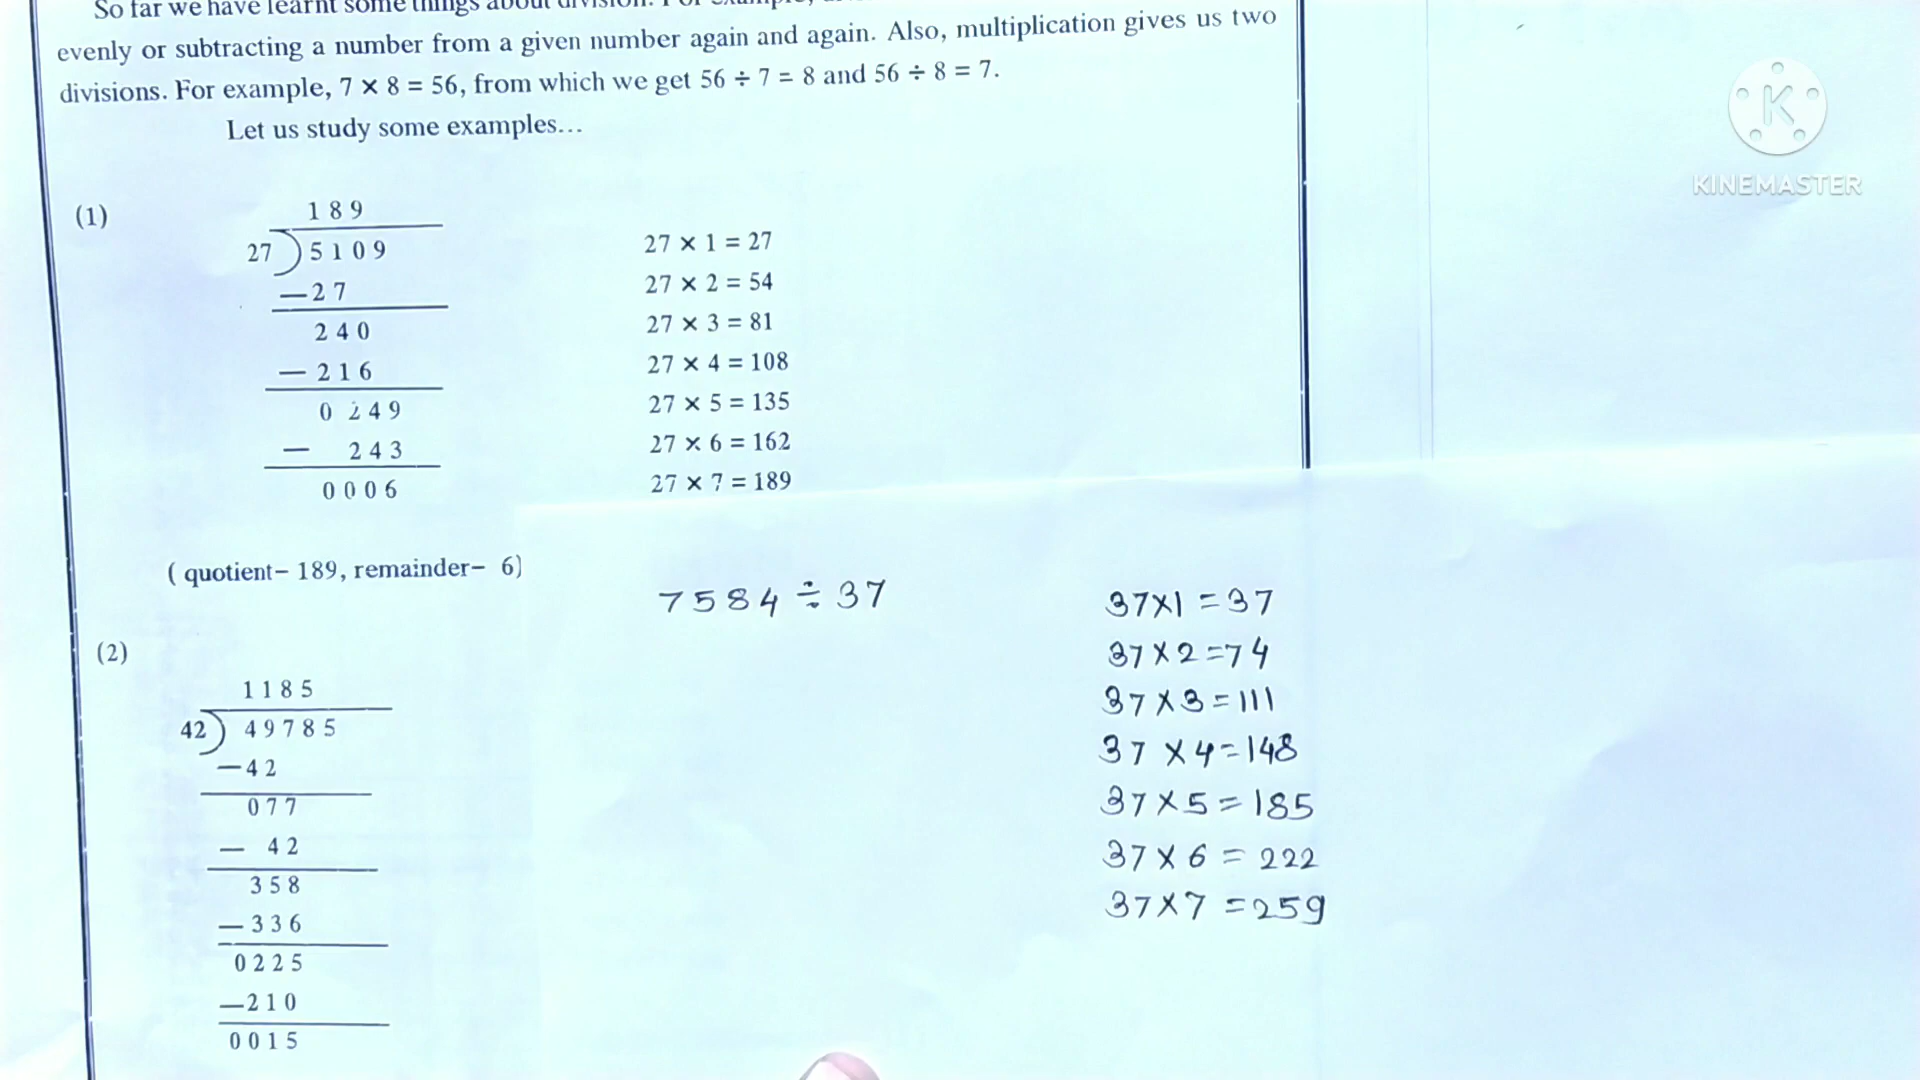 So far we have learnt some things about division. For example,
evenly or subtracting a number from a given number again and again. Also, multiplication gives us two
divisions. For example, 7 × 8 = 56, from which we get 56 ÷ 7 = 8 and 56 ÷ 8 = 7.
Let us study some examples...
KINEMASTER
(1)
189
27 ) 5109
—27
240
— 216
0 249
— 243
0006
27 × 1 = 27
27 × 2 = 54
27 × 3 = 81
27 × 4 = 108
27 × 5 = 135
27 × 6 = 162
27 × 7 = 189
( quotient– 189, remainder– 6)
7584 ÷ 37
37×1 = 37
37×2=74
37×3=111
37×4=148
37×5=185
37×6=222
37×7=259
(2)
1185
42 ) 49785
—42
077
— 42
358
—336
0225
—210
0015